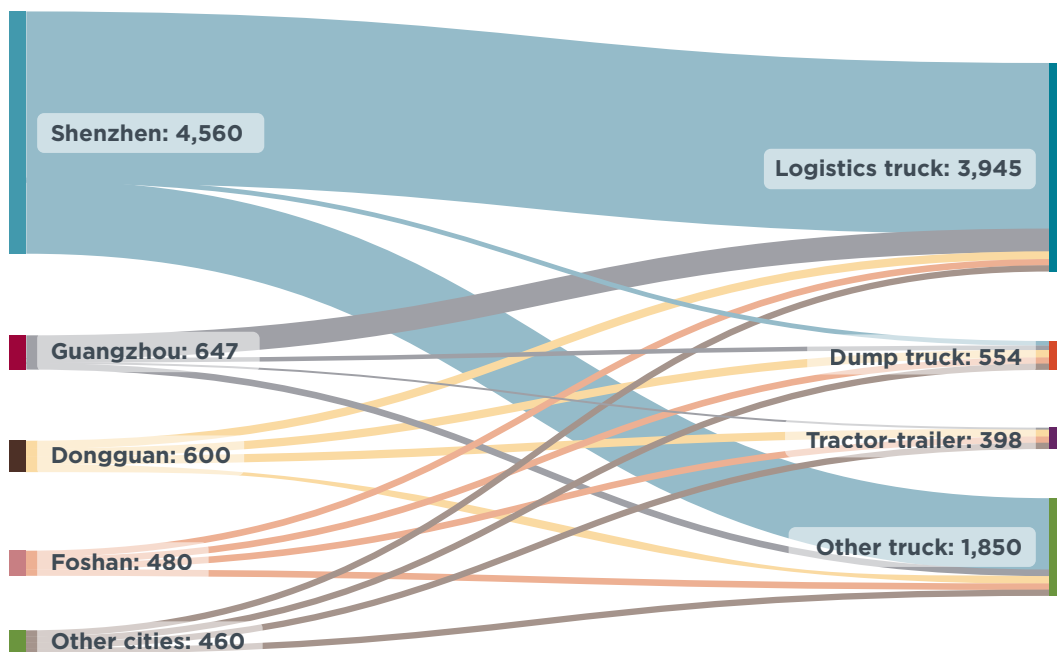 Shenzhen: 4,560
Logistics truck: 3,945
Guangzhou: 647
Dump truck: 554
Dongguan: 600
Tractor-trailer: 398
Foshan: 480
Other truck: 1,850
Other cities: 460